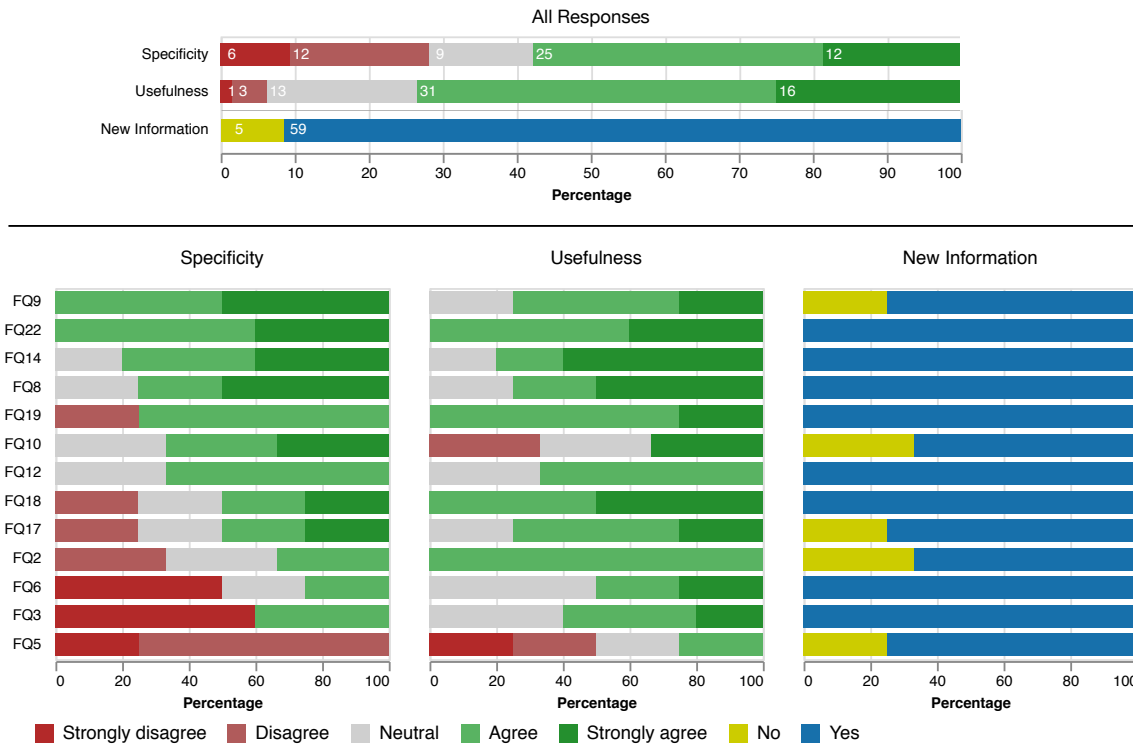 All Responses
Specificity 6 12 9 25 12
Usefulness 1 3 13 31 16
New Information 5 59
0 10 20 30 40 50 60 70 80 90 100
Percentage
Specificity Usefulness New Information
FQ9
FQ22
FQ14
FQ8
FQ19
FQ10
FQ12
FQ18
FQ17
FQ2
FQ6
FQ3
FQ5
0 20 40 60 80 100 0 20 40 60 80 100 0 20 40 60 80 100
Percentage Percentage Percentage
Strongly disagree Disagree Neutral Agree Strongly agree No Yes